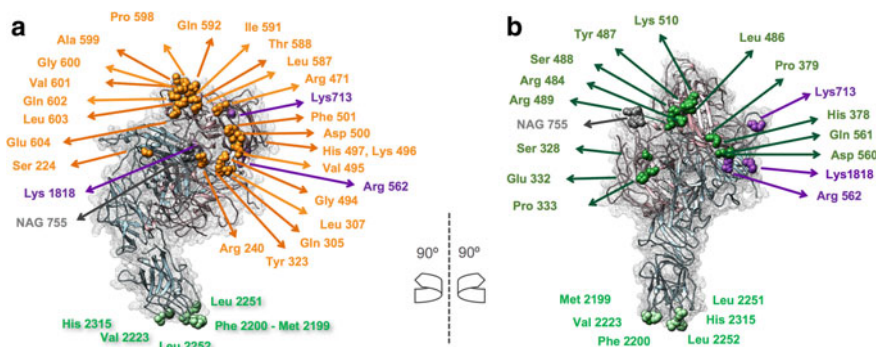 a
Pro 598
Gln 592
Ile 591
Ala 599
Thr 588
Gly 600
Leu 587
Val 601
Arg 471
Gln 602
Lys713
Leu 603
Phe 501
Glu 604
Asp 500
Ser 224
His 497, Lys 496
Val 495
Lys 1818
Arg 562
NAG 755
Gly 494
Leu 307
Arg 240
Gln 305
Tyr 323
Leu 2251
His 2315
Phe 2200 - Met 2199
Val 2223
Leu 2252
90º
90º
b
Lys 510
Tyr 487
Leu 486
Ser 488
Pro 379
Arg 484
Arg 489
Lys713
NAG 755
His 378
Gln 561
Ser 328
Asp 560
Glu 332
Lys1818
Arg 562
Pro 333
Met 2199
Leu 2251
Val 2223
His 2315
Phe 2200
Leu 2252